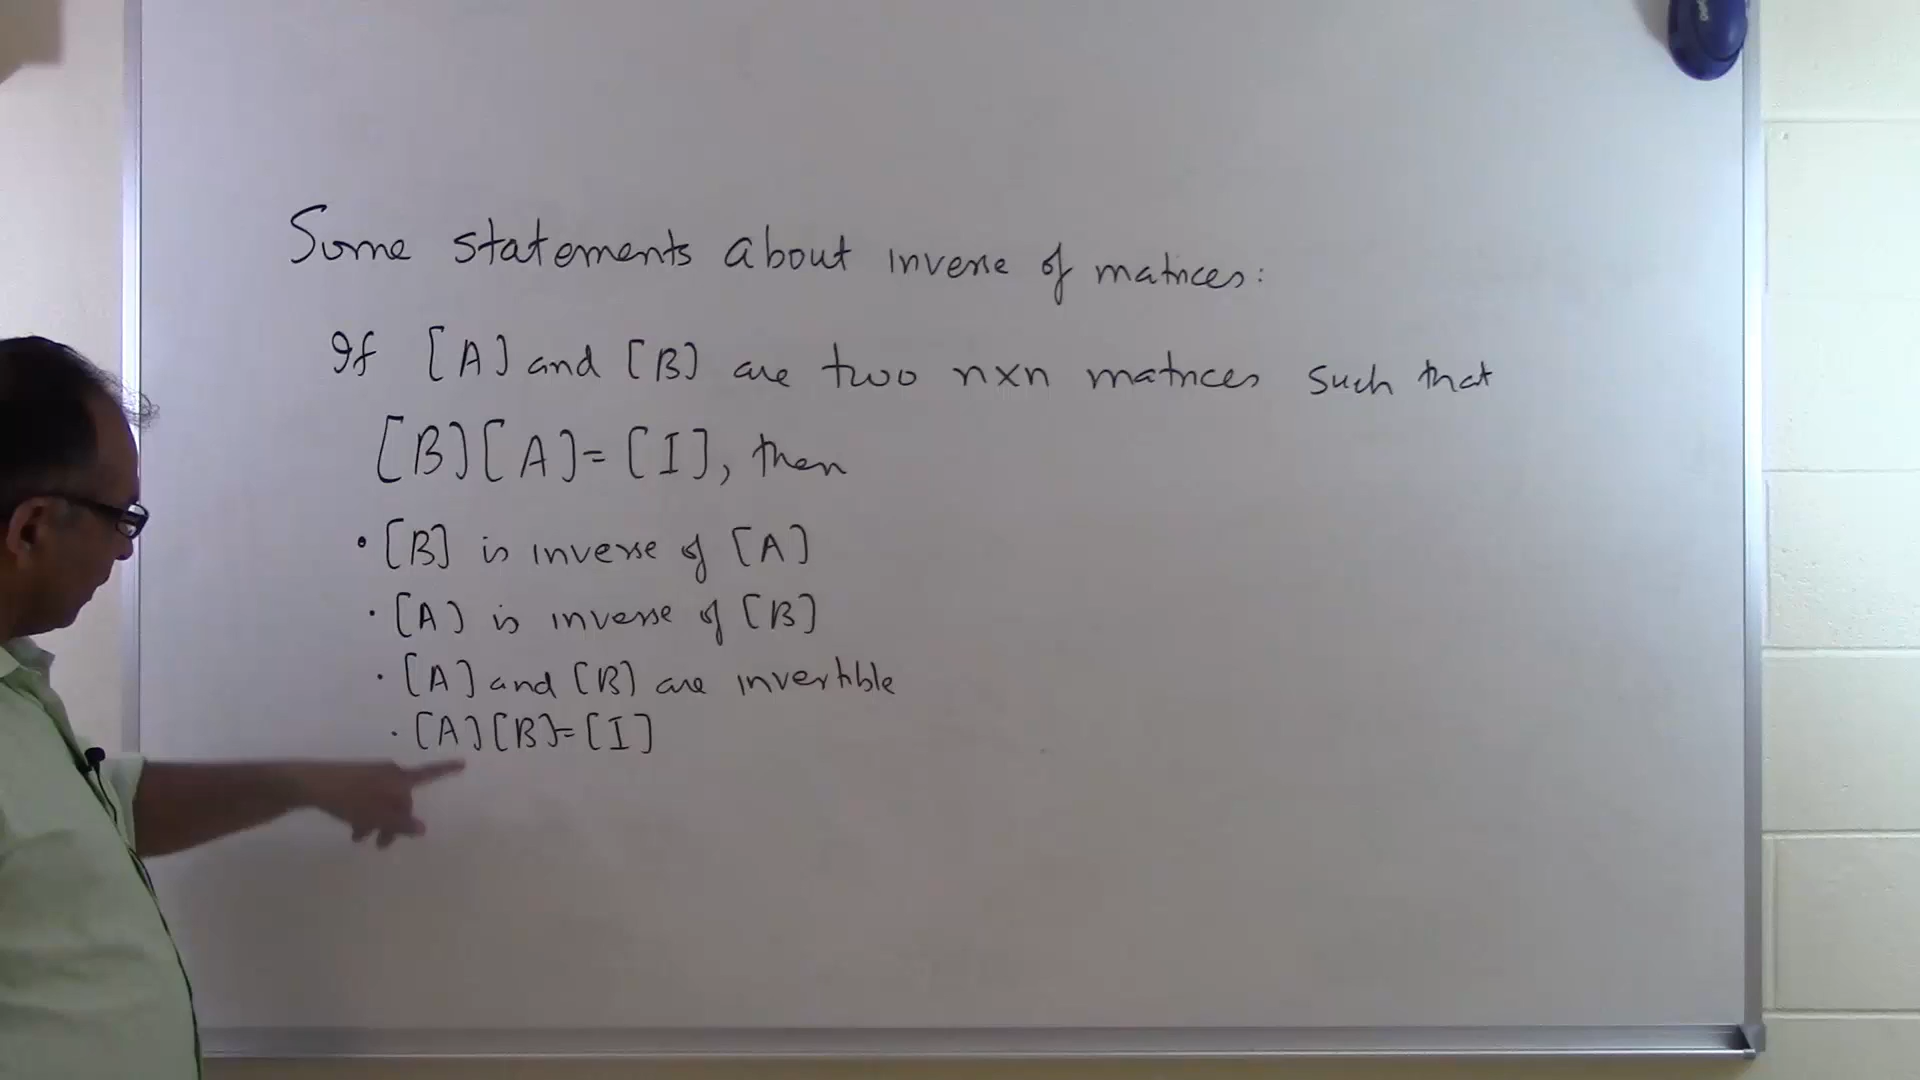 Some statements about inverse of matrices:
If [A] and [B] are two n×n matrices such that
[B][A]=[I], then
• [B] is inverse of [A]
• [A] is inverse of [B]
• [A] and [B] are invertible
• [A][B]=[I]